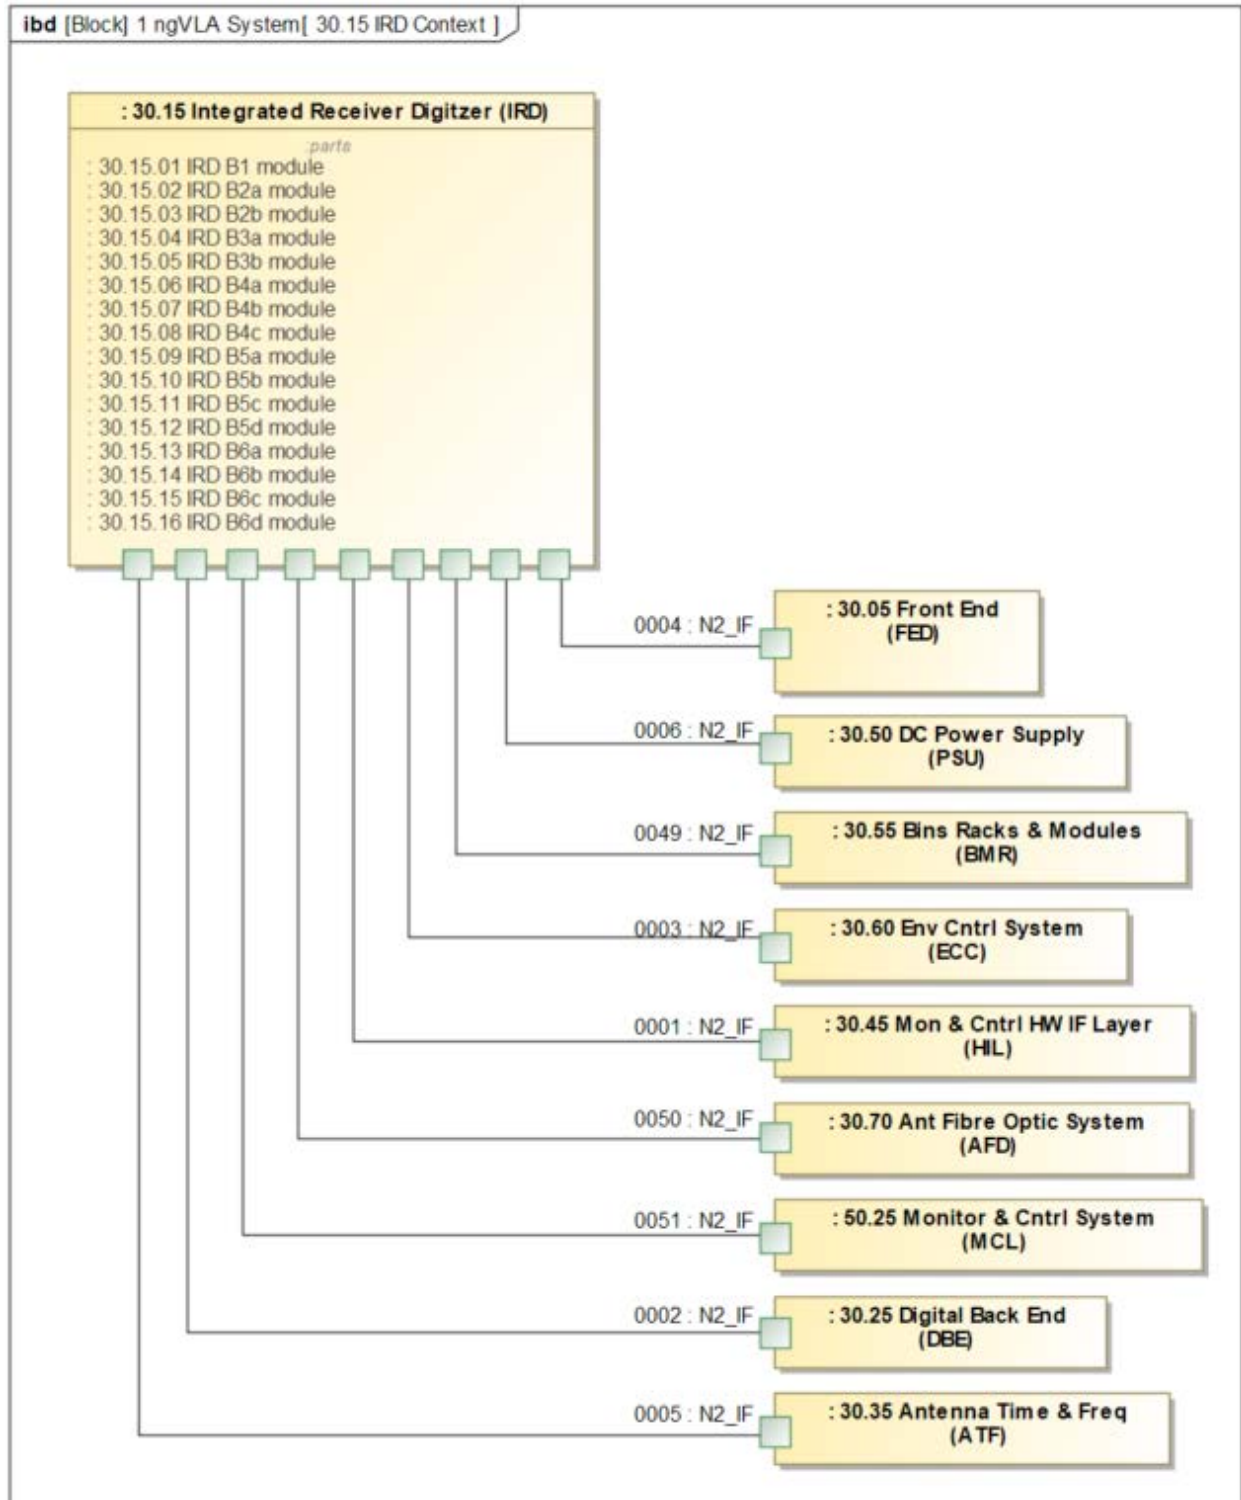 ibd [Block] 1 ngVLA System[ 30.15 IRD Context ]
: 30.15 Integrated Receiver Digitzer (IRD)
:parts
: 30.15.01 IRD B1 module
: 30.15.02 IRD B2a module
: 30.15.03 IRD B2b module
: 30.15.04 IRD B3a module
: 30.15.05 IRD B3b module
: 30.15.06 IRD B4a module
: 30.15.07 IRD B4b module
: 30.15.08 IRD B4c module
: 30.15.09 IRD B5a module
: 30.15.10 IRD B5b module
: 30.15.11 IRD B5c module
: 30.15.12 IRD B5d module
: 30.15.13 IRD B6a module
: 30.15.14 IRD B6b module
: 30.15.15 IRD B6c module
: 30.15.16 IRD B6d module
0004 : N2_IF
: 30.05 Front End
(FED)
0006 : N2_IF
: 30.50 DC Power Supply
(PSU)
0049 : N2_IF
: 30.55 Bins Racks & Modules
(BMR)
0003 : N2_IF
: 30.60 Env Cntrl System
(ECC)
0001 : N2_IF
: 30.45 Mon & Cntrl HW IF Layer
(HIL)
0050 : N2_IF
: 30.70 Ant Fibre Optic System
(AFD)
0051 : N2_IF
: 50.25 Monitor & Cntrl System
(MCL)
0002 : N2_IF
: 30.25 Digital Back End
(DBE)
0005 : N2_IF
: 30.35 Antenna Time & Freq
(ATF)